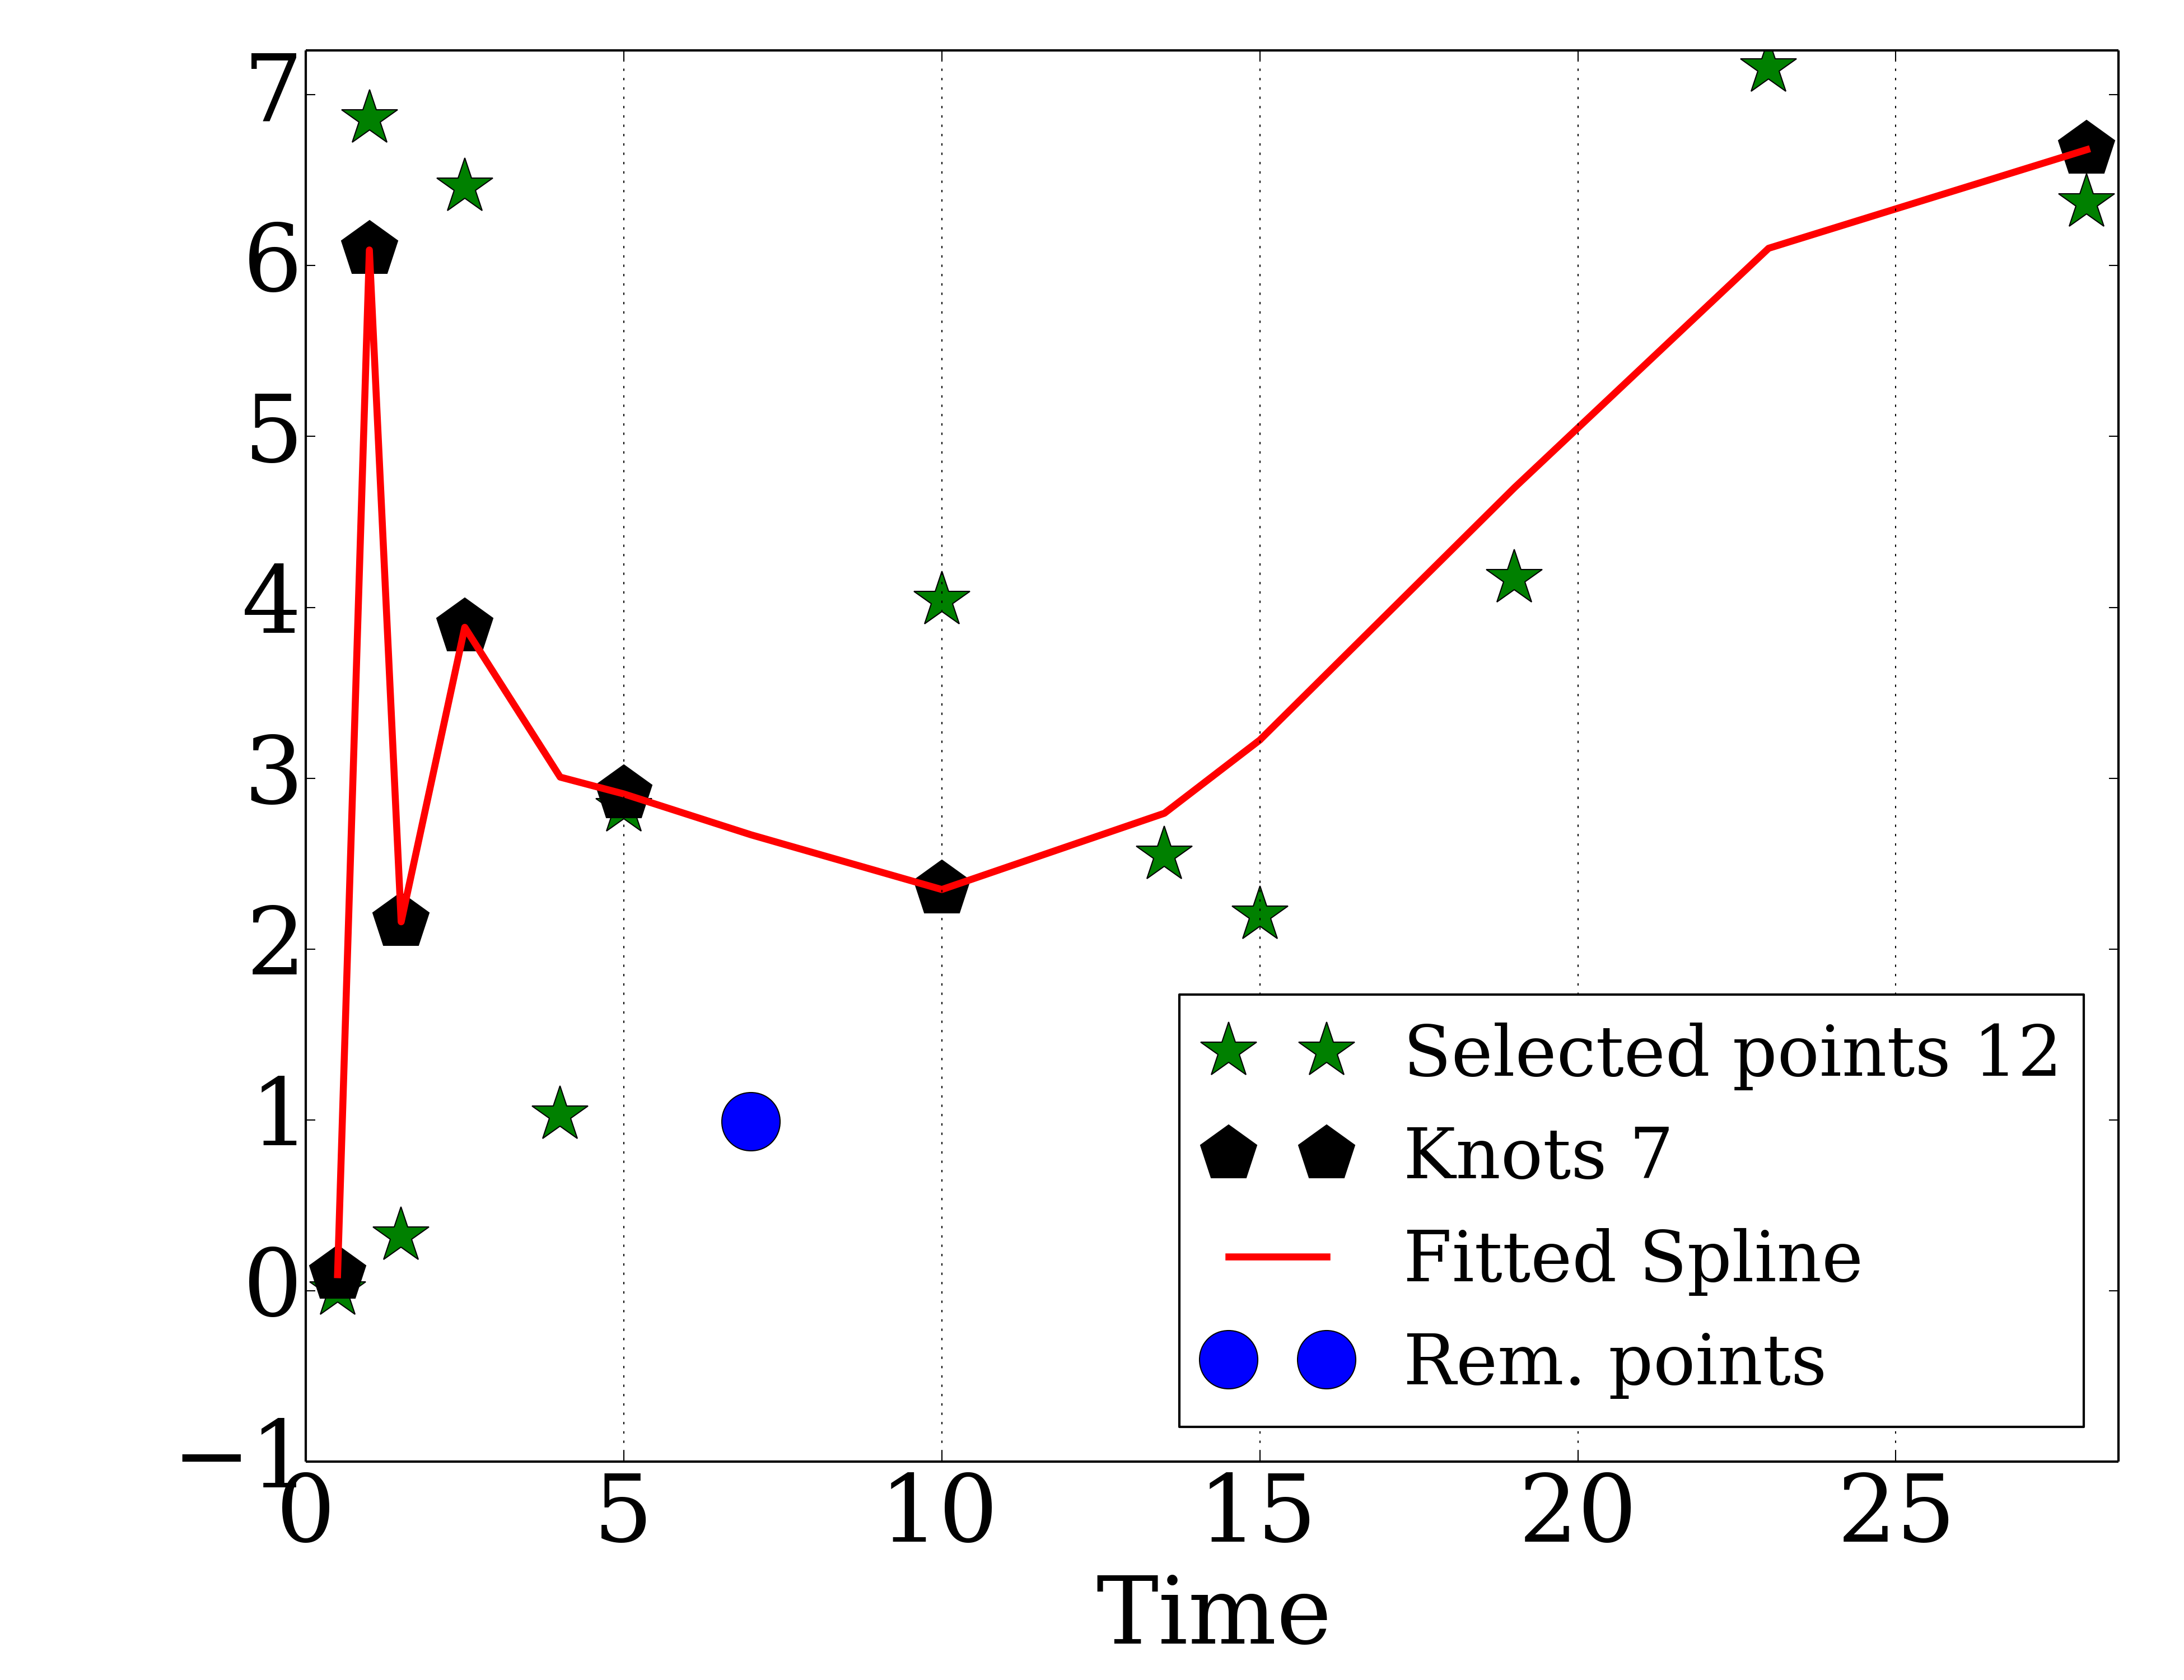 7
6
5
4
3
2
1
0
−1
Selected points 12
Knots 7
Fitted Spline
Rem. points
0 5 10 15 20 25
Time